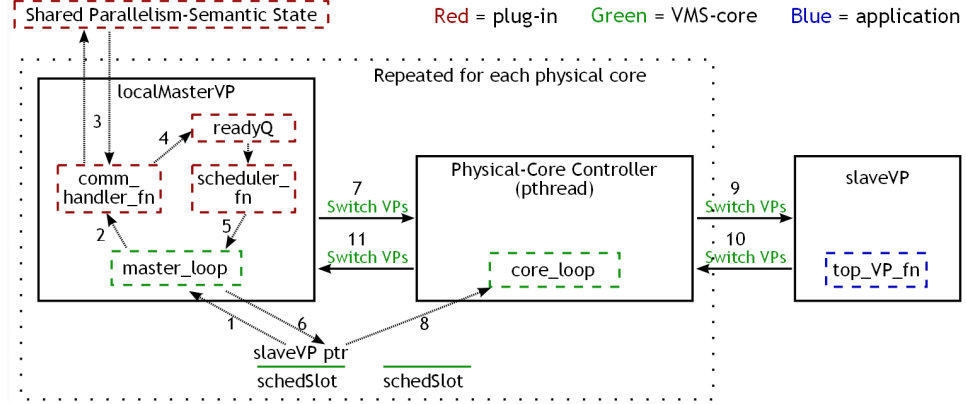 Shared Parallelism-Semantic State
Red = plug-in
Green = VMS-core
Blue = application
Repeated for each physical core
localMasterVP
3
4
readyQ
comm_
handler_fn
scheduler_
fn
2
5
master_loop
1
6
7
Switch VPs
11
Switch VPs
Physical-Core Controller
(pthread)
core_loop
8
9
Switch VPs
10
Switch VPs
slaveVP
top_VP_fn
slaveVP ptr
schedSlot
schedSlot